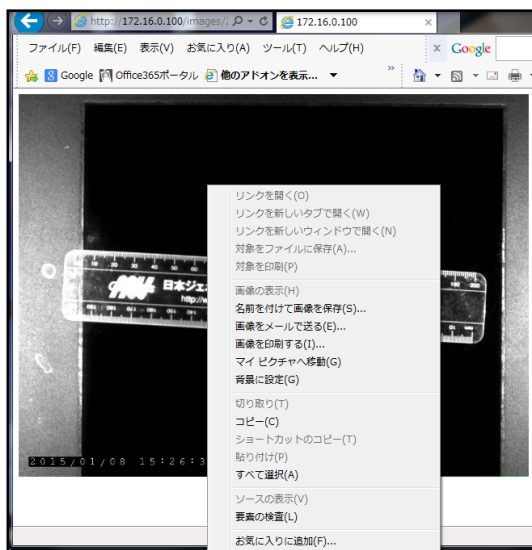 http://172.16.0.100/images/
172.16.0.100
ファイル(F) 編集(E) 表示(V) お気に入り(A) ツール(T) ヘルプ(H)
x Google
Google Office365ポータル 他のアドオンを表示... ▼
リンクを開く(O)
リンクを新しいタブで開く(W)
リンクを新しいウィンドウで開く(N)
対象をファイルに保存(A)...
対象を印刷(P)
画像の表示(H)
名前を付けて画像を保存(S)...
画像をメールで送る(E)...
画像を印刷する(I)...
マイ ピクチャへ移動(G)
背景に設定(G)
切り取り(T)
コピー(C)
ショートカットのコピー(T)
貼り付け(P)
すべて選択(A)
ソースの表示(V)
要素の検査(L)
お気に入りに追加(F)...
日本ジェ
http://w
2015/01/08 15:26:3